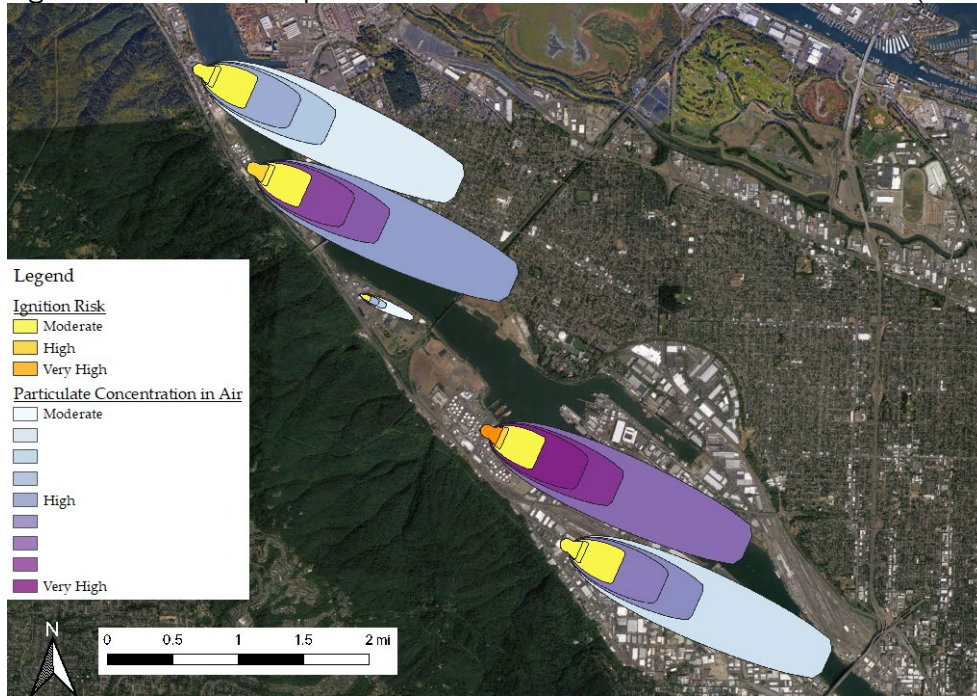 Legend
Ignition Risk
Moderate
High
Very High
Particulate Concentration in Air
Moderate
High
Very High
N
0 0.5 1 1.5 2 mi